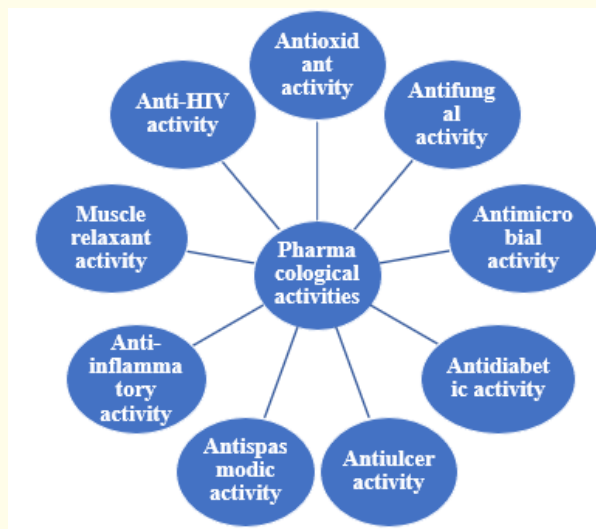 Antioxid
ant
activity
Antifung
al
activity
Antimicro
bial
activity
Antidiabet
ic activity
Antiulcer
activity
Antispas
modic
activity
Anti-
inflamma
tory
activity
Muscle
relaxant
activity
Anti-HIV
activity
Pharma
cological
activities